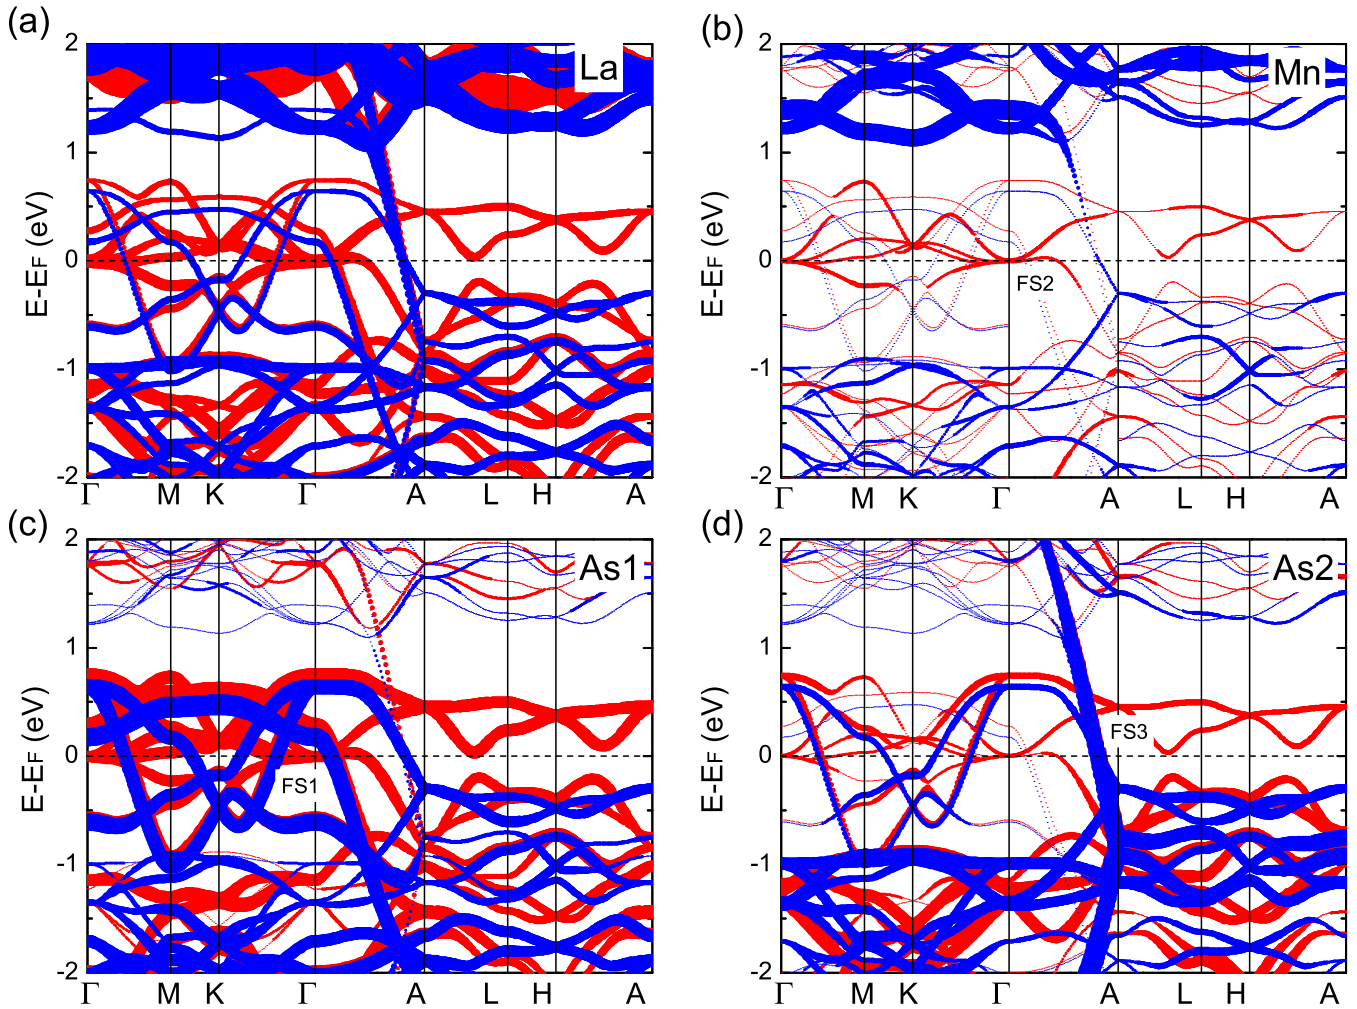 (a)
2
1
0
-1
-2
E-EF (eV)
La
Γ M K Γ A L H A
(b)
2
1
0
-1
-2
E-EF (eV)
Mn
FS2
Γ M K Γ A L H A
(c)
2
1
0
-1
-2
E-EF (eV)
As1
FS1
Γ M K Γ A L H A
(d)
2
1
0
-1
-2
E-EF (eV)
As2
FS3
Γ M K Γ A L H A